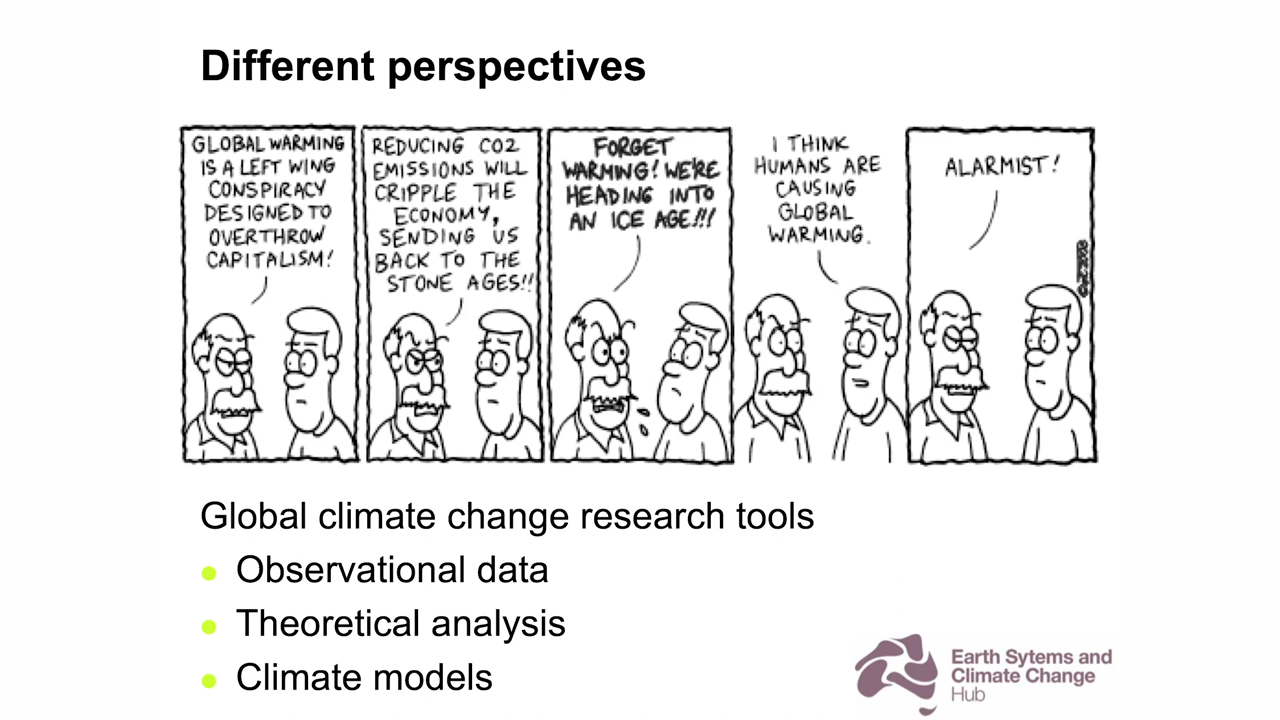 Different perspectives
GLOBAL WARMING
IS A LEFT WING
CONSPIRACY
DESIGNED TO
OVERTHROW
CAPITALISM!
REDUCING CO2
EMISSIONS WILL
CRIPPLE THE
ECONOMY,
SENDING US
BACK TO THE
STONE AGES!!
FORGET
WARMING! WE'RE
HEADING INTO
AN ICE AGE!!!
I THINK
HUMANS ARE
CAUSING
GLOBAL
WARMING.
ALARMIST!
Global climate change research tools
Observational data
Theoretical analysis
Climate models
Earth Sytems and
Climate Change
Hub